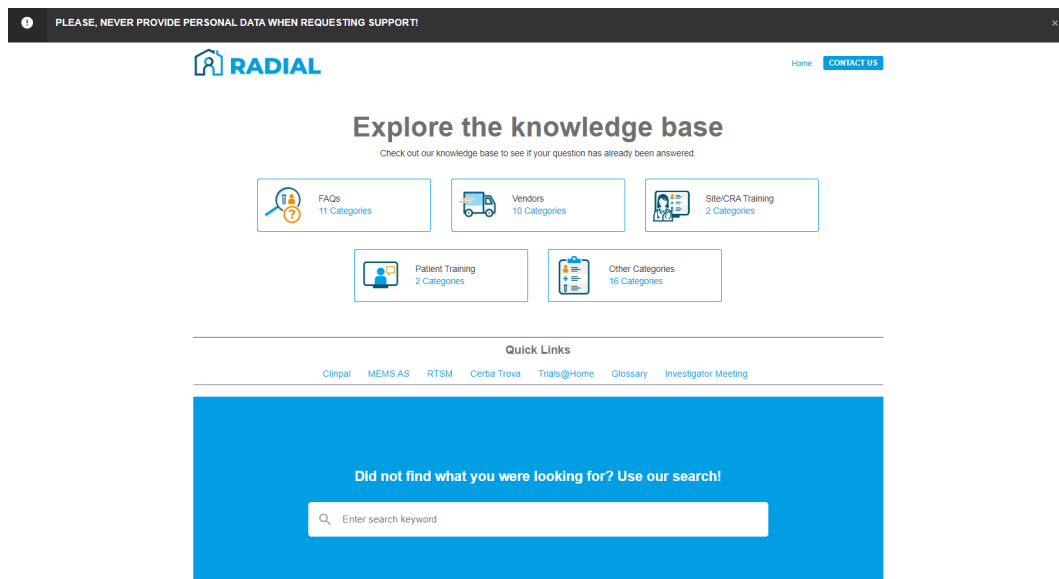 PLEASE, NEVER PROVIDE PERSONAL DATA WHEN REQUESTING SUPPORT!
×
RADIAL
Home
CONTACT US
Explore the knowledge base
Check out our knowledge base to see if your question has already been answered.
FAQs
11 Categories
Vendors
10 Categories
Site/CRA Training
2 Categories
Patient Training
2 Categories
Other Categories
16 Categories
Quick Links
Clinpal MEMS AS RTSM Cerba Trova Trials@Home Glossary Investigator Meeting
Did not find what you were looking for? Use our search!
Enter search keyword